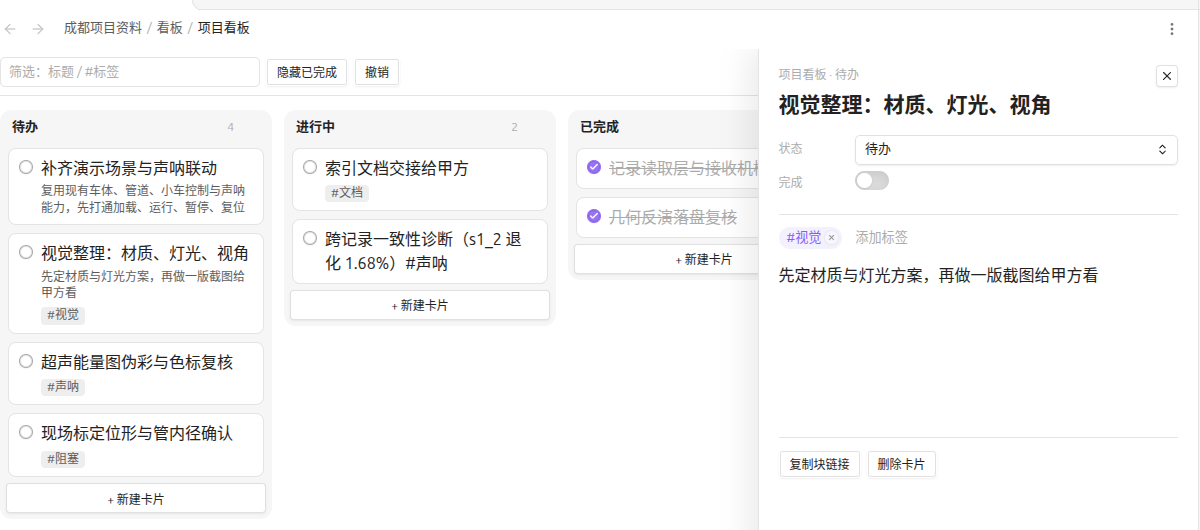 成都项目资料 / 看板 / 项目看板
筛选：标题 / #标签
隐藏已完成
撤销
待办
4
补齐演示场景与声呐联动
复用现有车体、管道、小车控制与声呐
能力，先打通加载、运行、暂停、复位
视觉整理：材质、灯光、视角
先定材质与灯光方案，再做一版截图给
甲方看
#视觉
超声能量图伪彩与色标复核
#声呐
现场标定位形与管内径确认
#阻塞
+ 新建卡片
进行中
2
索引文档交接给甲方
#文档
跨记录一致性诊断（s1_2 退
化 1.68%）#声呐
+ 新建卡片
已完成
记录读取层与接收机
几何反演落盘复核
+ 新建卡片
项目看板 · 待办
视觉整理：材质、灯光、视角
状态
待办
完成
#视觉 ×
添加标签
先定材质与灯光方案，再做一版截图给甲方看
复制块链接
删除卡片